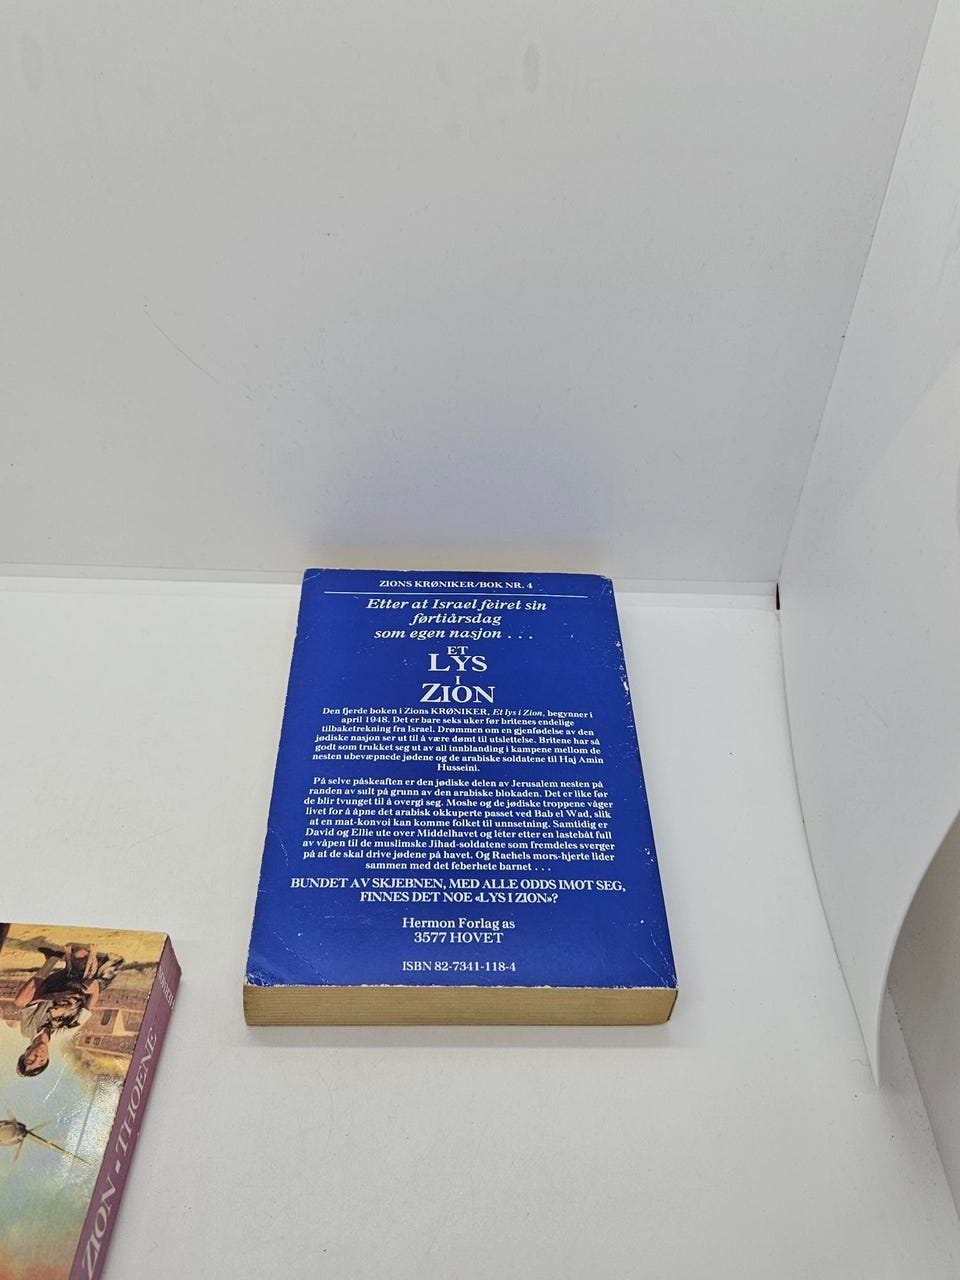 ZIONS KRØNIKER/BOK NR. 4
Etter at Israel feiret sin
førtiårsdag
som egen nasjon . . .
ET
LYS
I
ZION
Den fjerde boken i Zions KRØNIKER, Et lys i Zion, begynner i
april 1948. Det er bare seks uker før britenes endelige
tilbaketrekning fra Israel. Drømmen om en gjenfødelse av den
jødiske nasjon ser ut til å være dømt til utslettelse. Britene har så
godt som trukket seg ut av all innblanding i kampene mellom de
nesten ubevæpnede jødene og de arabiske soldatene til Haj Amin
Husseini.
På selve påskeaften er den jødiske delen av Jerusalem nesten på
randen av sult på grunn av den arabiske blokaden. Det er like før
de blir tvunget til å overgi seg. Moshe og de jødiske troppene våger
livet for å åpne det arabisk okkuperte passet ved Bab el Wad, slik
at en mat-konvoi kan komme folket til unnsetning. Samtidig er
David og Ellie ute over Middelhavet og leter etter en lastebåt full
av våpen til de muslimske Jihad-soldatene som fremdeles sverger
på at de skal drive jødene på havet. Og Rachels mors-hjerte lider
sammen med det feberhete barnet . . .
BUNDET AV SKJEBNEN, MED ALLE ODDS IMOT SEG,
FINNES DET NOE «LYS I ZION»?
Hermon Forlag as
3577 HOVET
ISBN 82-7341-118-4
ZION • THOENE